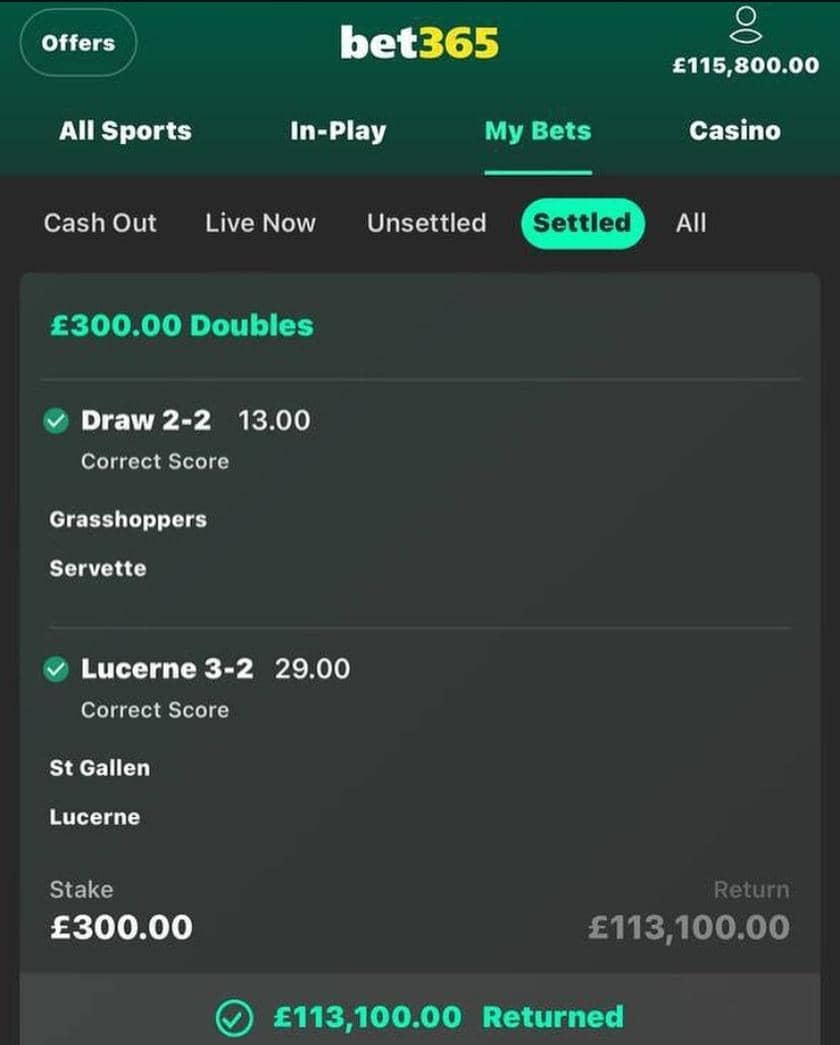 Offers
bet365
£115,800.00
All Sports In-Play My Bets Casino
Cash Out Live Now Unsettled Settled All
£300.00 Doubles
Draw 2-2 13.00
Correct Score
Grasshoppers
Servette
Lucerne 3-2 29.00
Correct Score
St Gallen
Lucerne
Stake Return
£300.00 £113,100.00
£113,100.00 Returned